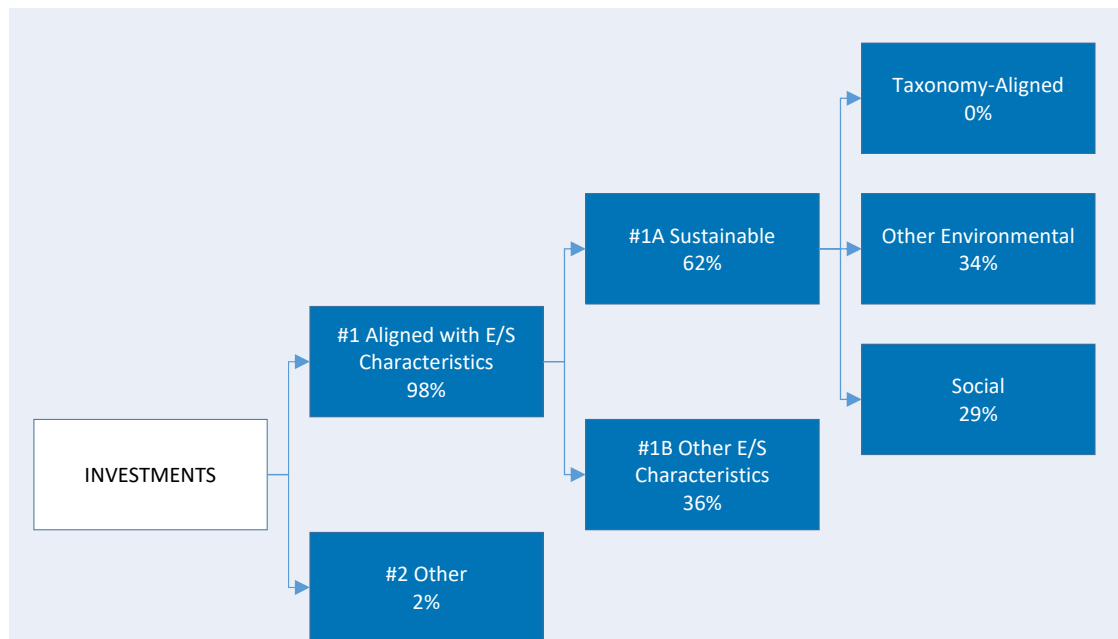 INVESTMENTS
#1 Aligned with E/S
Characteristics
98%
#2 Other
2%
#1A Sustainable
62%
#1B Other E/S
Characteristics
36%
Taxonomy-Aligned
0%
Other Environmental
34%
Social
29%